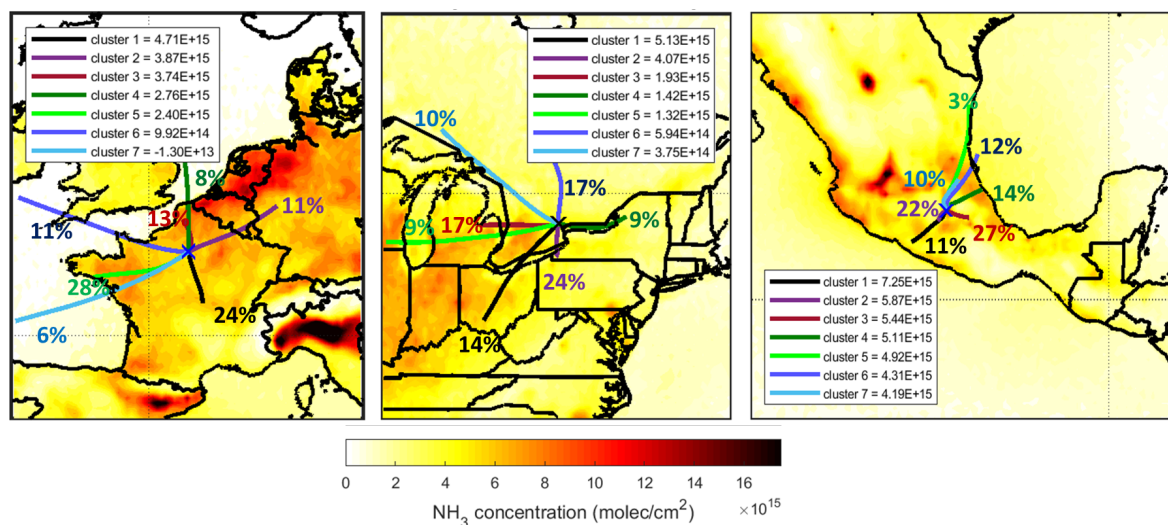 cluster 1 = 4.71E+15
cluster 2 = 3.87E+15
cluster 3 = 3.74E+15
cluster 4 = 2.76E+15
cluster 5 = 2.40E+15
cluster 6 = 9.92E+14
cluster 7 = -1.30E+13
8%
13%
11%
11%
28%
24%
6%
cluster 1 = 5.13E+15
cluster 2 = 4.07E+15
cluster 3 = 1.93E+15
cluster 4 = 1.42E+15
cluster 5 = 1.32E+15
cluster 6 = 5.94E+14
cluster 7 = 3.75E+14
10%
17%
9%
17%
9%
24%
14%
3%
12%
10%
14%
22%
27%
11%
cluster 1 = 7.25E+15
cluster 2 = 5.87E+15
cluster 3 = 5.44E+15
cluster 4 = 5.11E+15
cluster 5 = 4.92E+15
cluster 6 = 4.31E+15
cluster 7 = 4.19E+15
0 2 4 6 8 10 12 14 16
NH₃ concentration (molec/cm²) ×10¹⁵